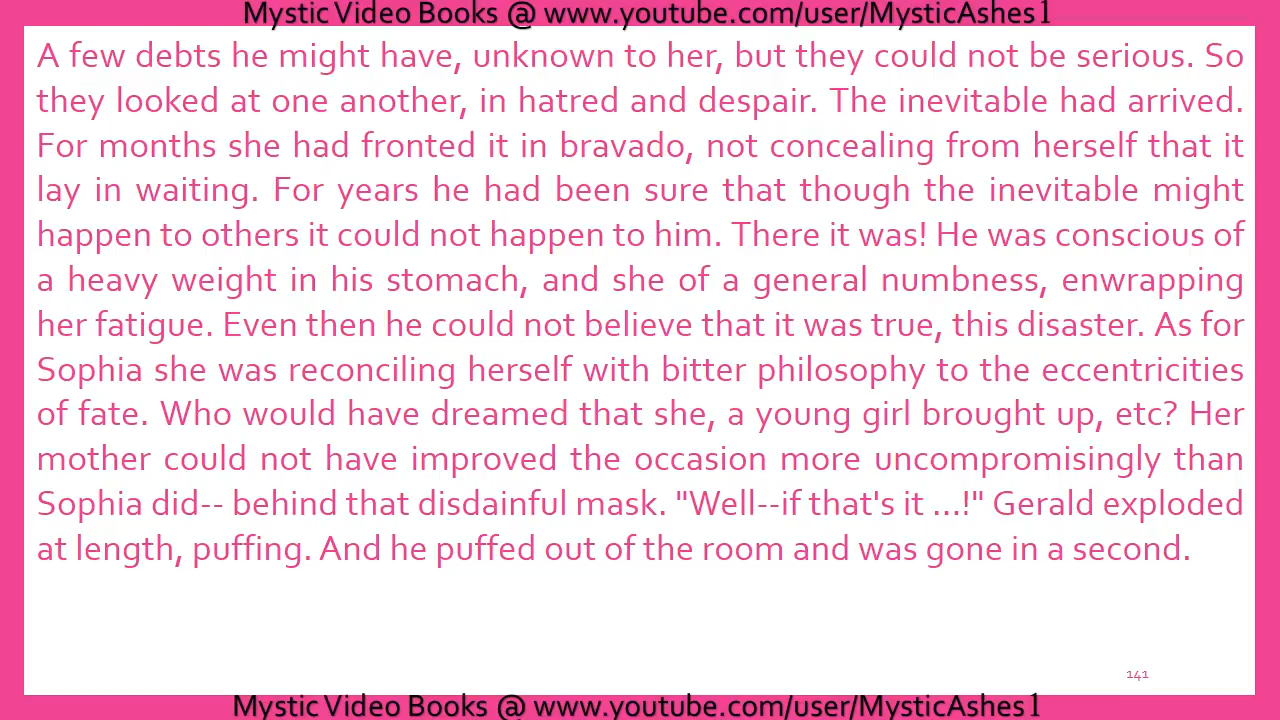 Mystic Video Books @ www.youtube.com/user/MysticAshes1
A few debts he might have, unknown to her, but they could not be serious. So
they looked at one another, in hatred and despair. The inevitable had arrived.
For months she had fronted it in bravado, not concealing from herself that it
lay in waiting. For years he had been sure that though the inevitable might
happen to others it could not happen to him. There it was! He was conscious of
a heavy weight in his stomach, and she of a general numbness, enwrapping
her fatigue. Even then he could not believe that it was true, this disaster. As for
Sophia she was reconciling herself with bitter philosophy to the eccentricities
of fate. Who would have dreamed that she, a young girl brought up, etc? Her
mother could not have improved the occasion more uncompromisingly than
Sophia did-- behind that disdainful mask. "Well--if that's it ...!" Gerald exploded
at length, puffing. And he puffed out of the room and was gone in a second.
141
Mystic Video Books @ www.youtube.com/user/MysticAshes1